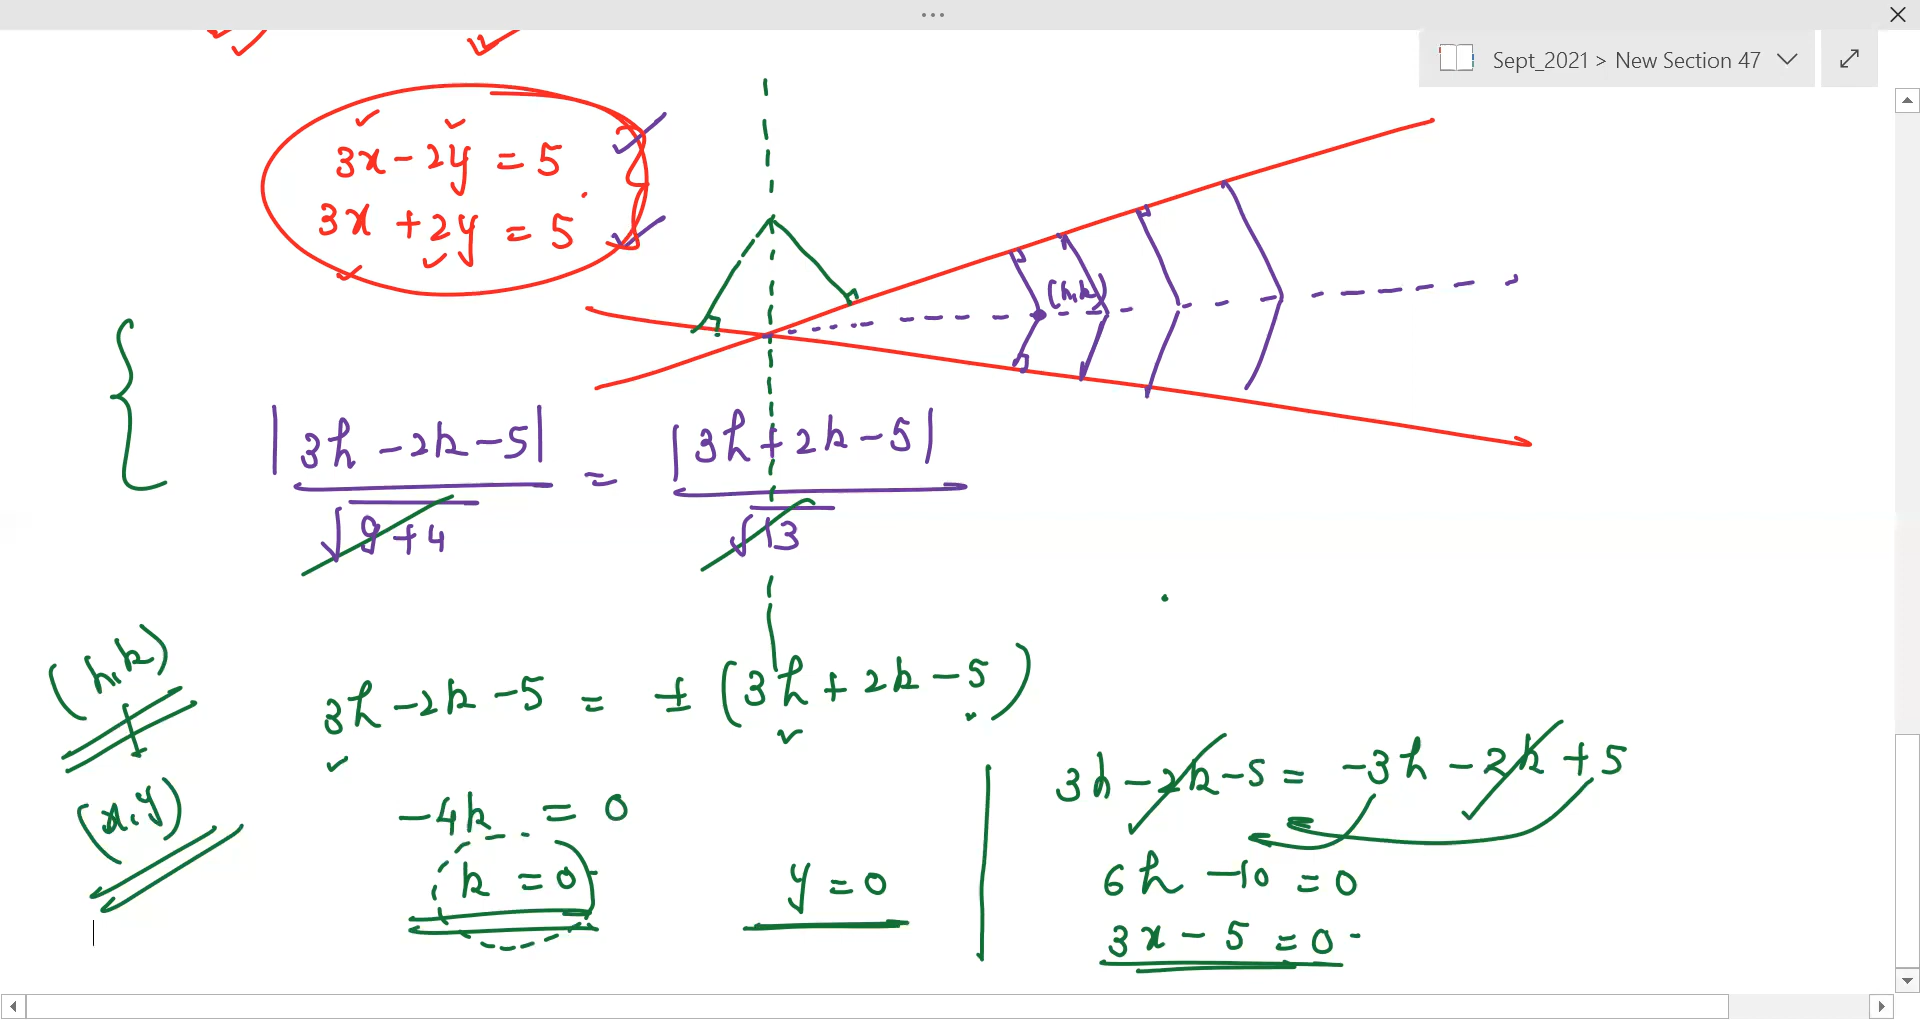 Sept_2021 > New Section 47
3x - 2y = 5
3x + 2y = 5
(h,k)
|3h - 2k - 5| / √(9+4) = |3h + 2k - 5| / √13
(h,k)
3h - 2k - 5 = ± (3h + 2k - 5)
(x,y)
-4k = 0
k = 0
y = 0
3h - 2k - 5 = -3h - 2k + 5
6h - 10 = 0
3x - 5 = 0